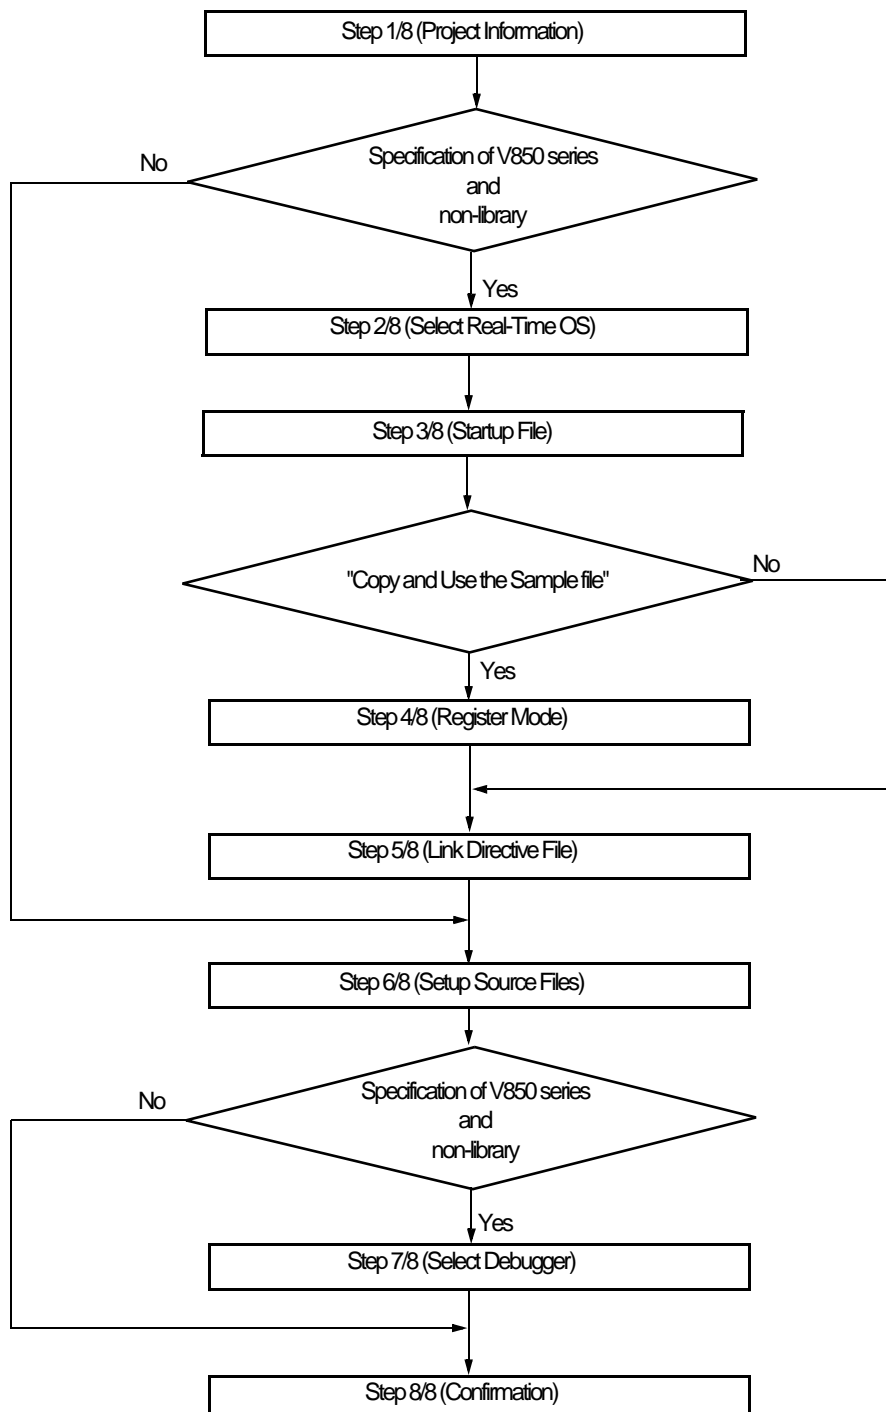 Step 1/8 (Project Information)
No
Specification of V850 series
and
non-library
Yes
Step 2/8 (Select Real-Time OS)
Step 3/8 (Startup File)
No
"Copy and Use the Sample file"
Yes
Step 4/8 (Register Mode)
Step 5/8 (Link Directive File)
Step 6/8 (Setup Source Files)
No
Specification of V850 series
and
non-library
Yes
Step 7/8 (Select Debugger)
Step 8/8 (Confirmation)